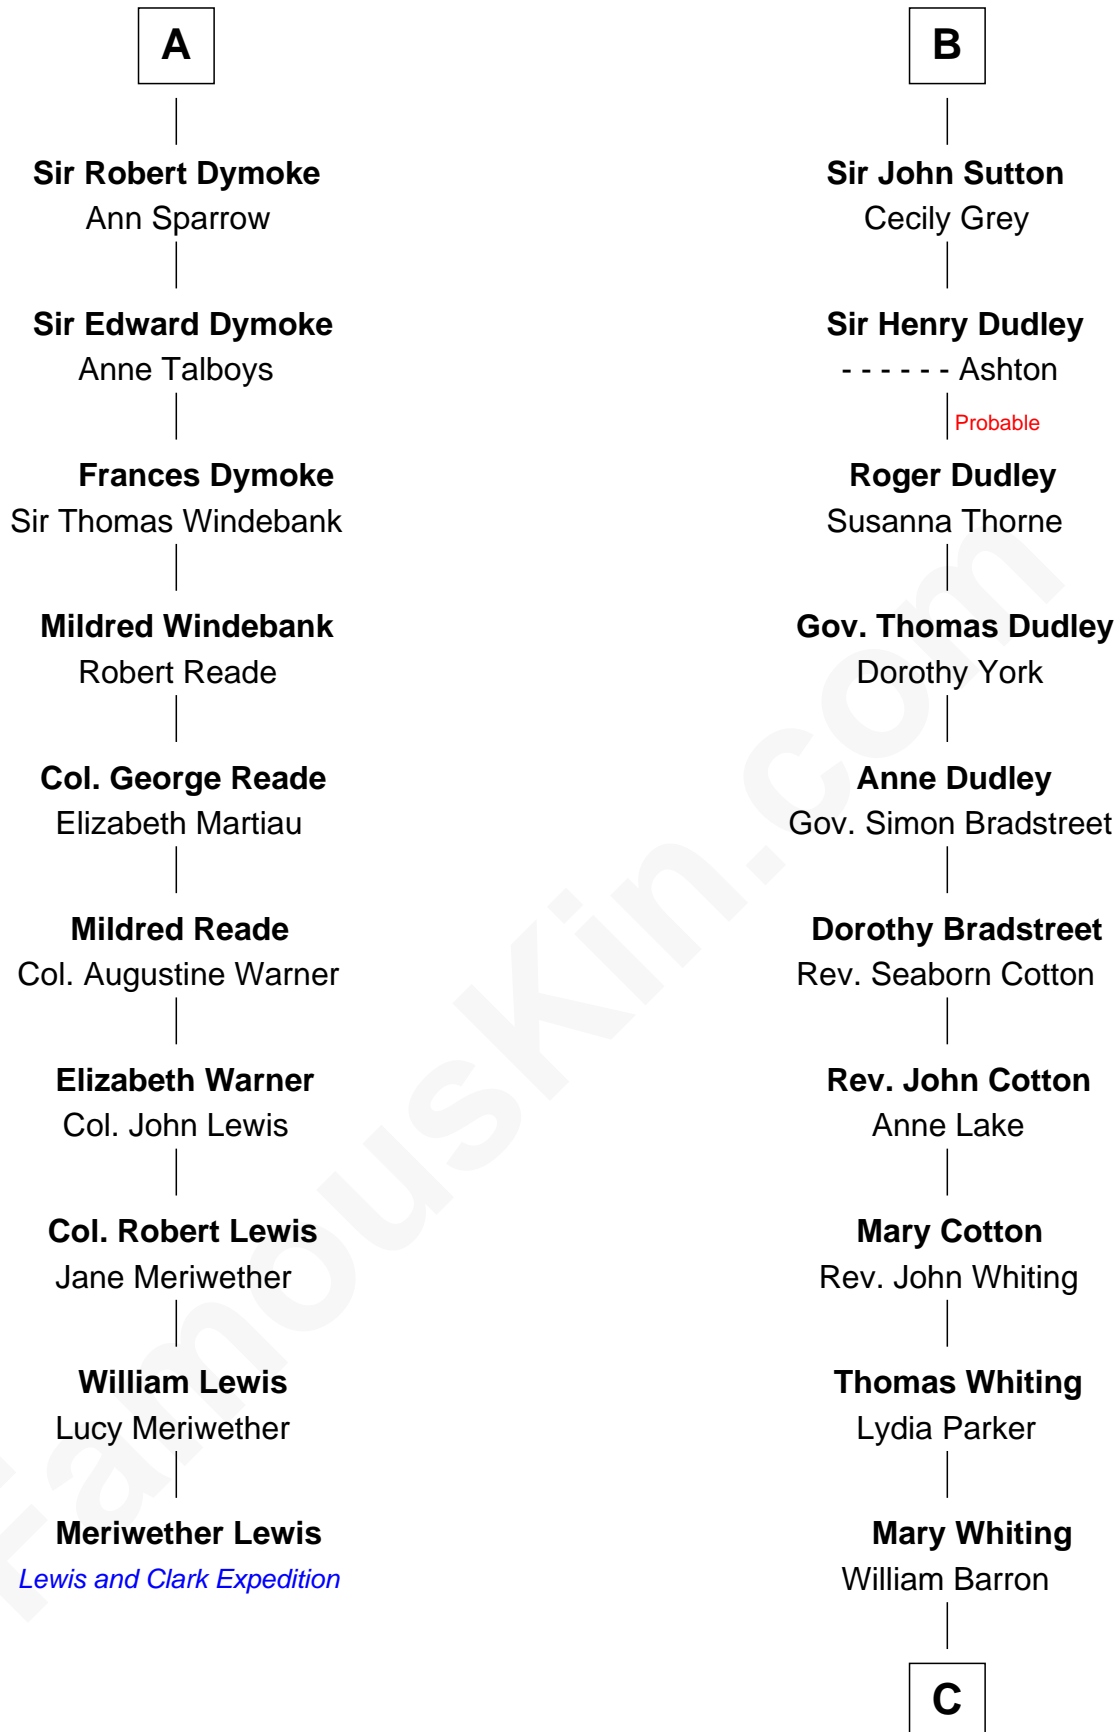 A
Sir Robert Dymoke
Ann Sparrow
Sir Edward Dymoke
Anne Talboys
Frances Dymoke
Sir Thomas Windebank
Mildred Windebank
Robert Reade
Col. George Reade
Elizabeth Martiau
Mildred Reade
Col. Augustine Warner
Elizabeth Warner
Col. John Lewis
Col. Robert Lewis
Jane Meriwether
William Lewis
Lucy Meriwether
Meriwether Lewis
Lewis and Clark Expedition
B
Sir John Sutton
Cecily Grey
Sir Henry Dudley
- - - - - - Ashton
Probable
Roger Dudley
Susanna Thorne
Gov. Thomas Dudley
Dorothy York
Anne Dudley
Gov. Simon Bradstreet
Dorothy Bradstreet
Rev. Seaborn Cotton
Rev. John Cotton
Anne Lake
Mary Cotton
Rev. John Whiting
Thomas Whiting
Lydia Parker
Mary Whiting
William Barron
C
FamousKin.com